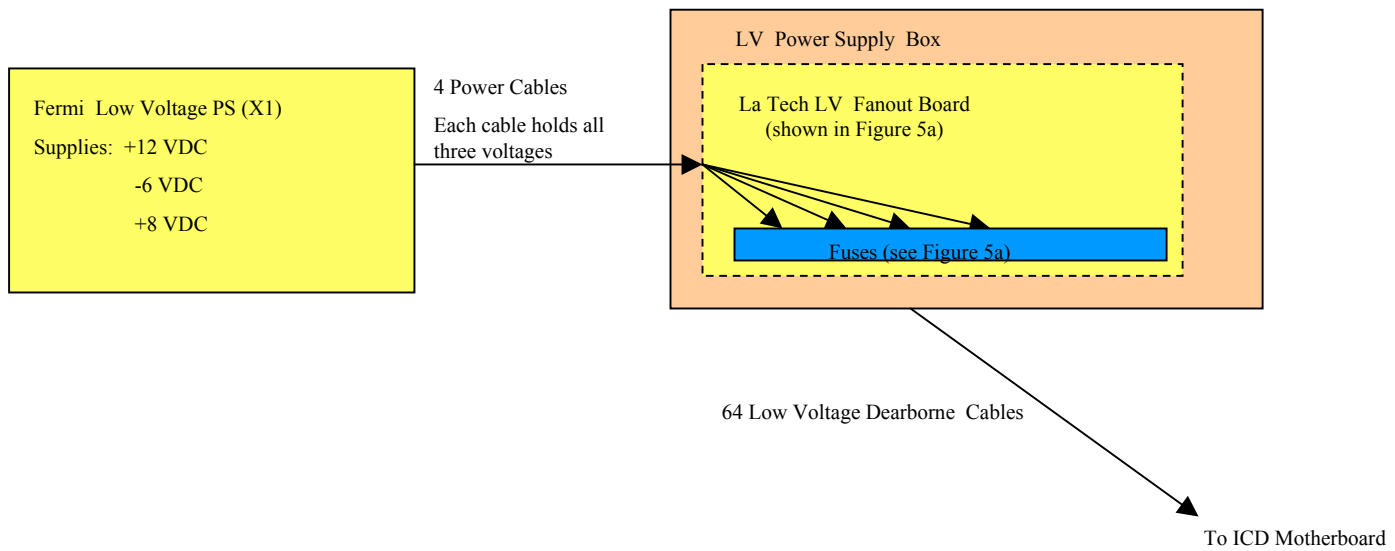 Fermi Low Voltage PS (X1)
Supplies: +12 VDC
-6 VDC
+8 VDC
4 Power Cables
Each cable holds all
three voltages
LV Power Supply Box
La Tech LV Fanout Board
(shown in Figure 5a)
Fuses (see Figure 5a)
64 Low Voltage Dearborne Cables
To ICD Motherboard